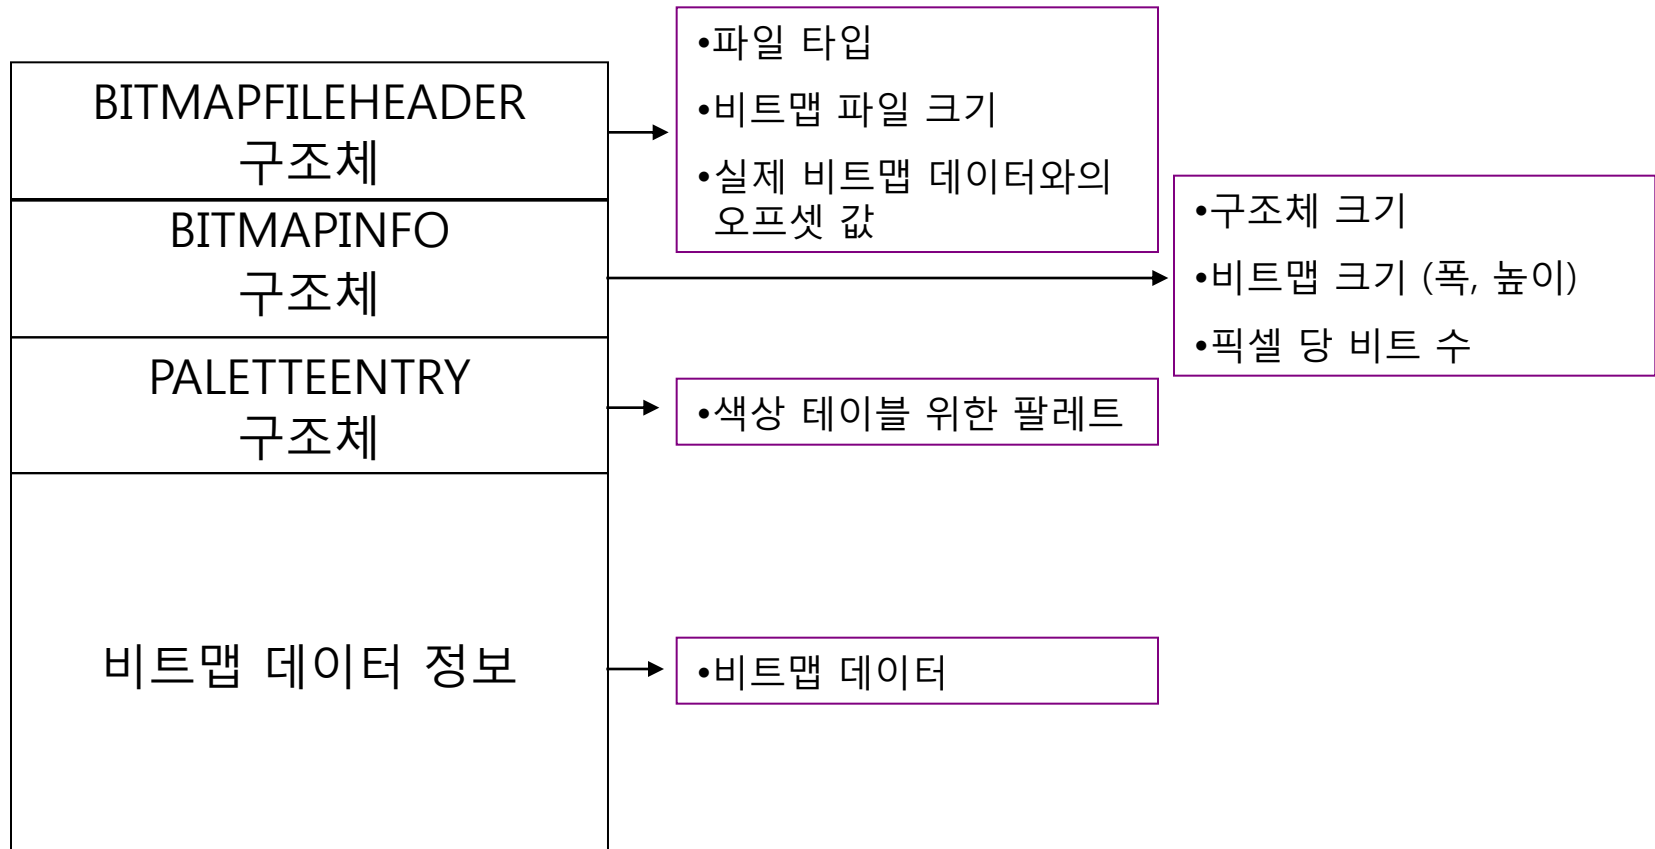 BITMAPFILEHEADER
구조체
•파일 타입
•비트맵 파일 크기
•실제 비트맵 데이터와의
오프셋 값
BITMAPINFO
구조체
•구조체 크기
•비트맵 크기 (폭, 높이)
•픽셀 당 비트 수
PALETTEENTRY
구조체
•색상 테이블 위한 팔레트
비트맵 데이터 정보
•비트맵 데이터